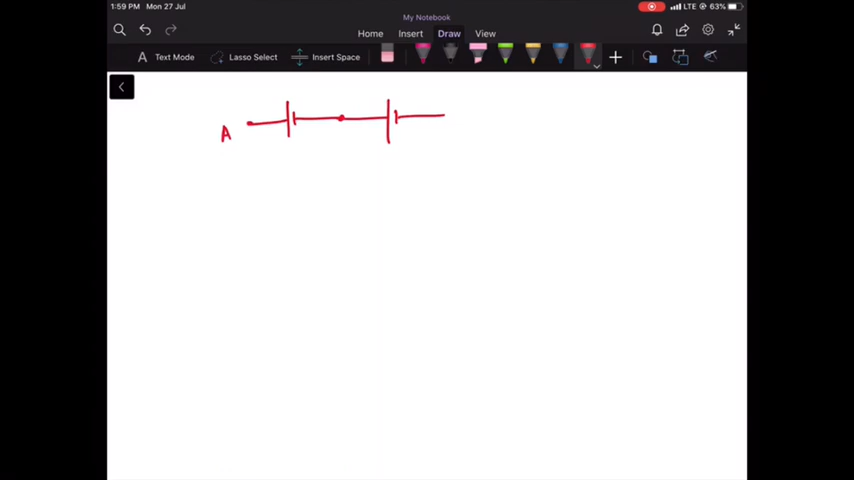 1:59 PM Mon 27 Jul LTE 63%
My Notebook
Home Insert Draw View
A Text Mode Lasso Select Insert Space
A